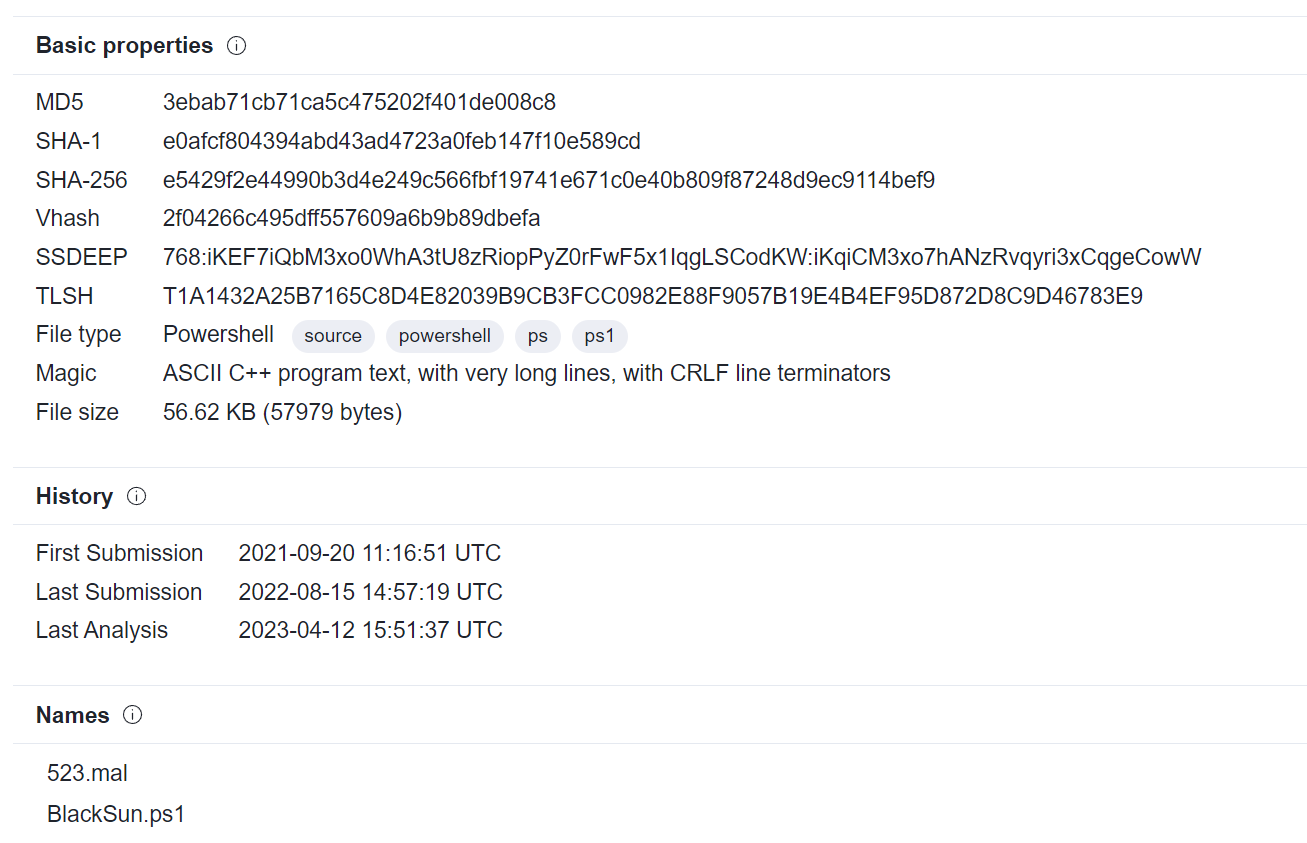 Basic properties
MD5 3ebab71cb71ca5c475202f401de008c8
SHA-1 e0afcf804394abd43ad4723a0feb147f10e589cd
SHA-256 e5429f2e44990b3d4e249c566fbf19741e671c0e40b809f87248d9ec9114bef9
Vhash 2f04266c495dff557609a6b9b89dbefa
SSDEEP 768:iKEF7iQbM3xo0WhA3tU8zRiopPyZ0rFwF5x1IqgLSCodKW:iKqiCM3xo7hANzRvqyri3xCqgeCowW
TLSH T1A1432A25B7165C8D4E82039B9CB3FCC0982E88F9057B19E4B4EF95D872D8C9D46783E9
File type Powershell source powershell ps ps1
Magic ASCII C++ program text, with very long lines, with CRLF line terminators
File size 56.62 KB (57979 bytes)
History
First Submission 2021-09-20 11:16:51 UTC
Last Submission 2022-08-15 14:57:19 UTC
Last Analysis 2023-04-12 15:51:37 UTC
Names
523.mal
BlackSun.ps1